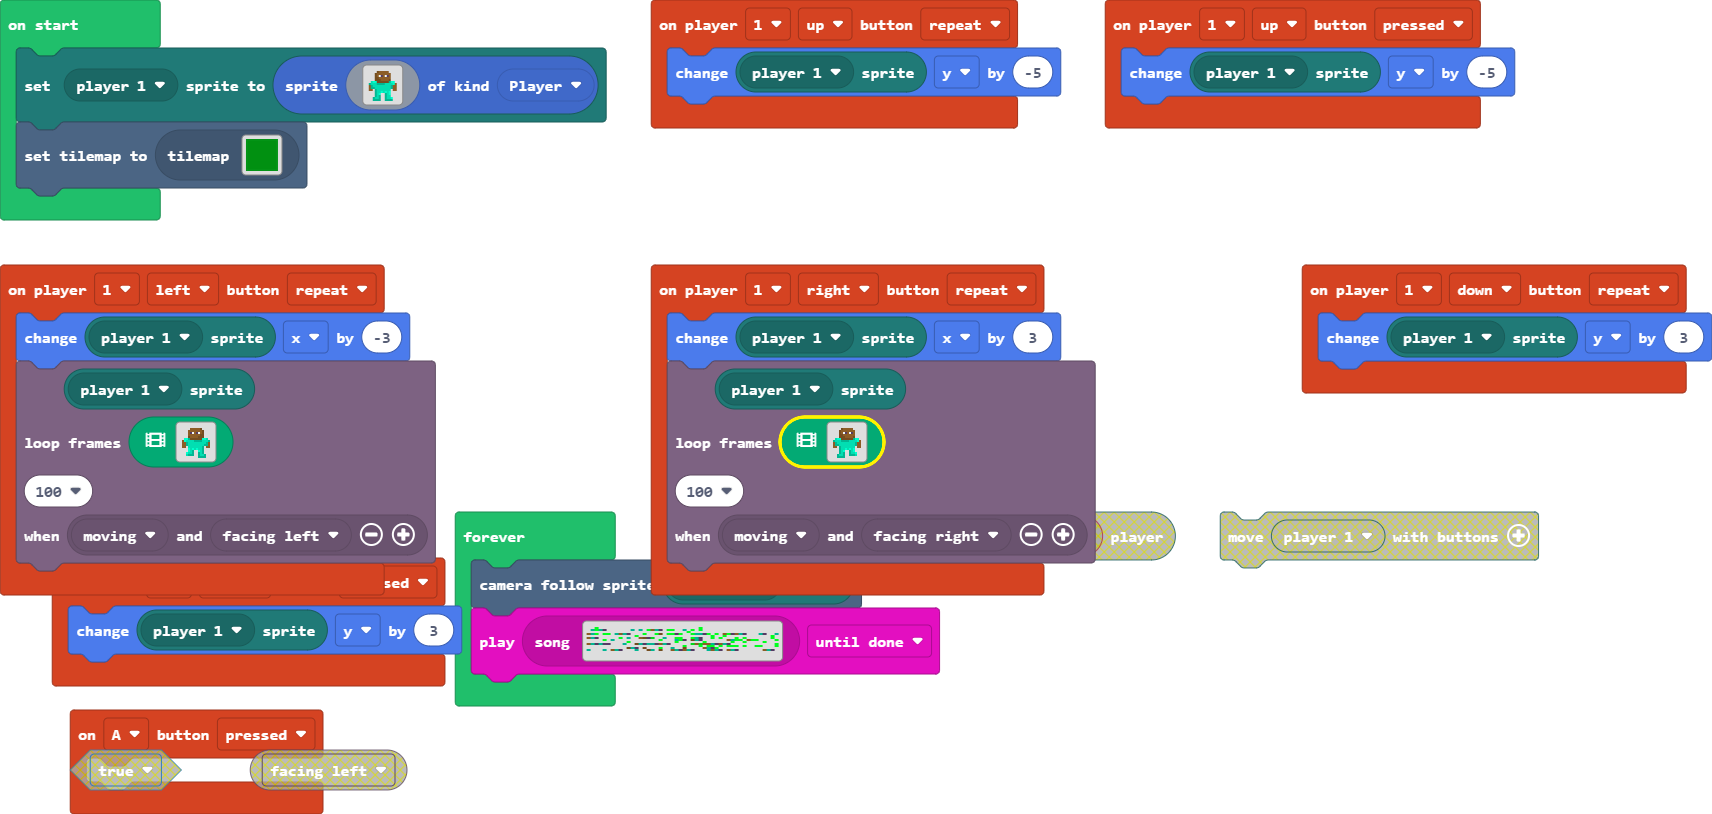 on start
set player 1 sprite to sprite of kind Player
set tilemap to tilemap
on player 1 up button repeat
change player 1 sprite y by -5
on player 1 up button pressed
change player 1 sprite y by -5
on player 1 left button repeat
change player 1 sprite x by -3
player 1 sprite
loop frames
100
when moving and facing left
on player 1 right button repeat
change player 1 sprite x by 3
player 1 sprite
loop frames
100
when moving and facing right
on player 1 down button repeat
change player 1 sprite y by 3
player
move player 1 with buttons
sed
change player 1 sprite y by 3
forever
camera follow sprite
play song until done
on A button pressed
true
facing left